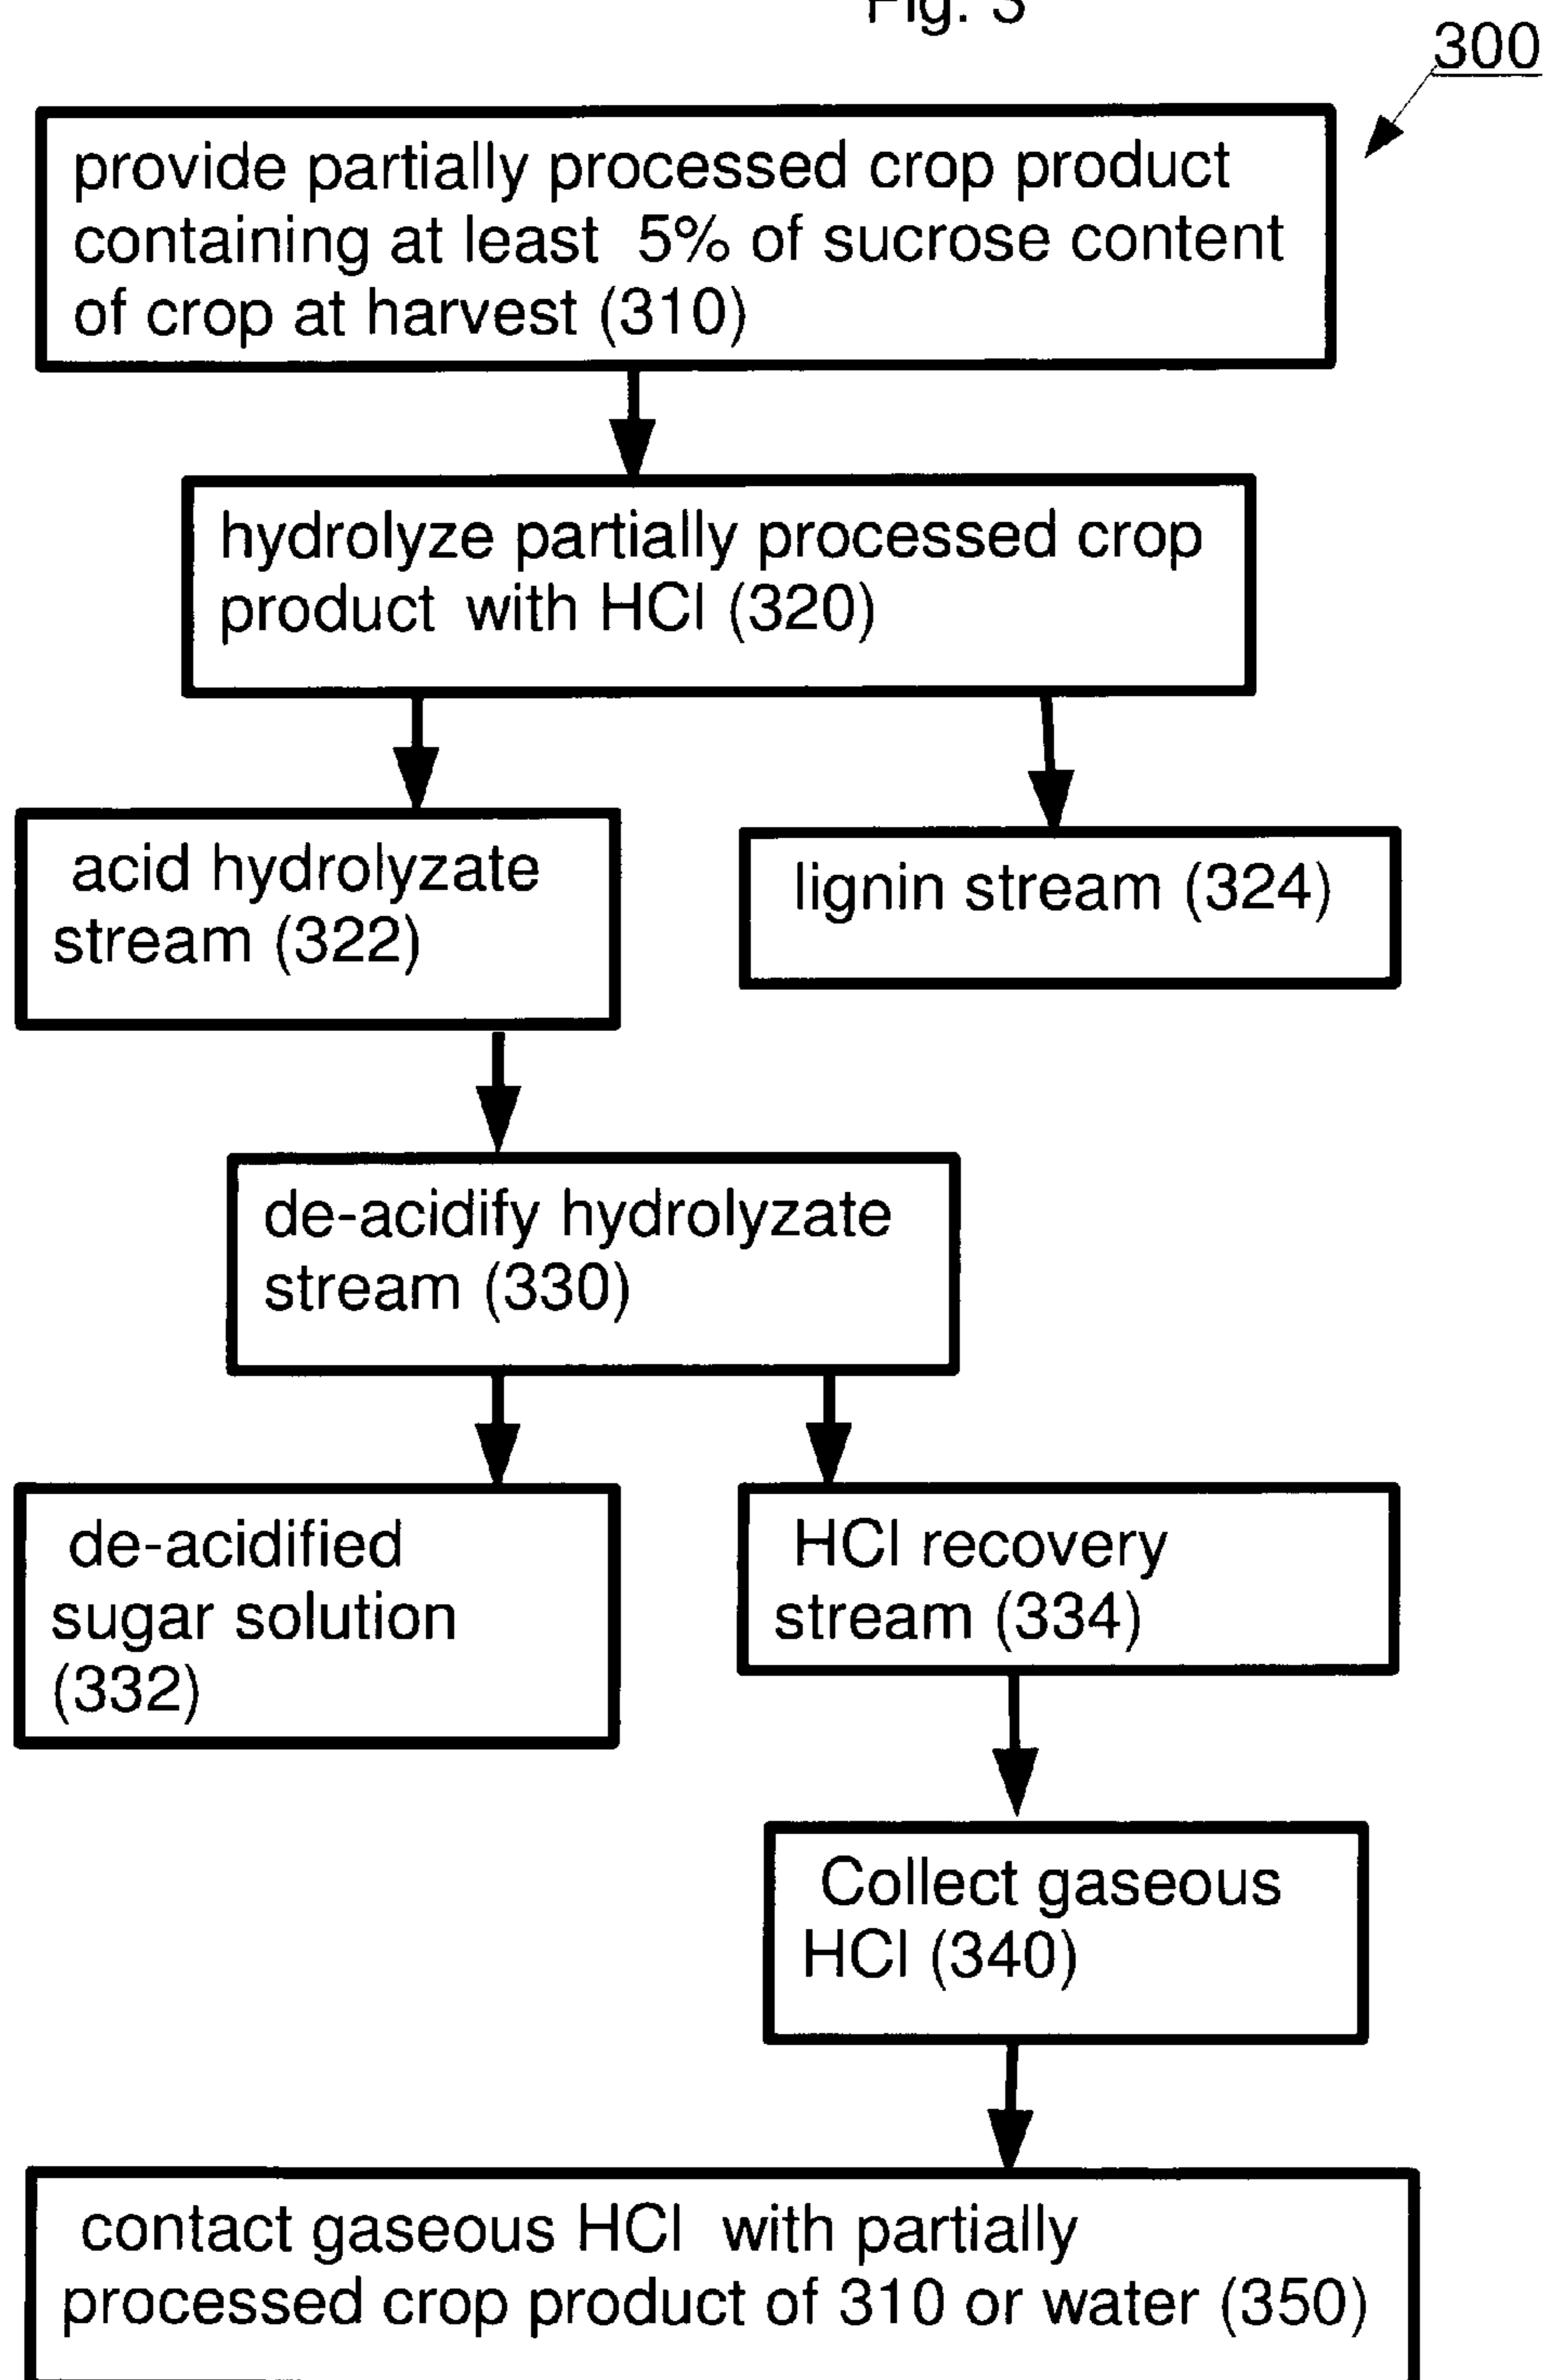 Fig. 3
300
provide partially processed crop product
containing at least 5% of sucrose content
of crop at harvest (310)
hydrolyze partially processed crop
product with HCl (320)
acid hydrolyzate
stream (322)
lignin stream (324)
de-acidify hydrolyzate
stream (330)
de-acidified
sugar solution
(332)
HCl recovery
stream (334)
Collect gaseous
HCl (340)
contact gaseous HCl with partially
processed crop product of 310 or water (350)